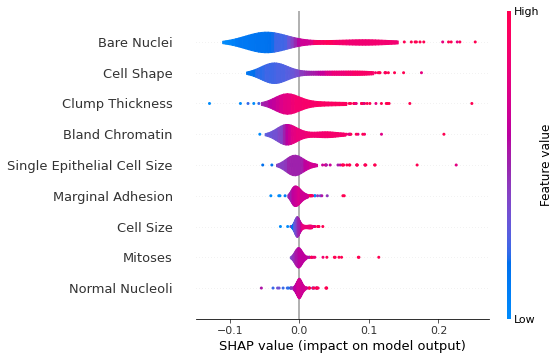 High
Bare Nuclei
Cell Shape
Clump Thickness
Bland Chromatin
Single Epithelial Cell Size
Marginal Adhesion
Cell Size
Mitoses
Normal Nucleoli
Feature value
Low
−0.1 0.0 0.1 0.2
SHAP value (impact on model output)